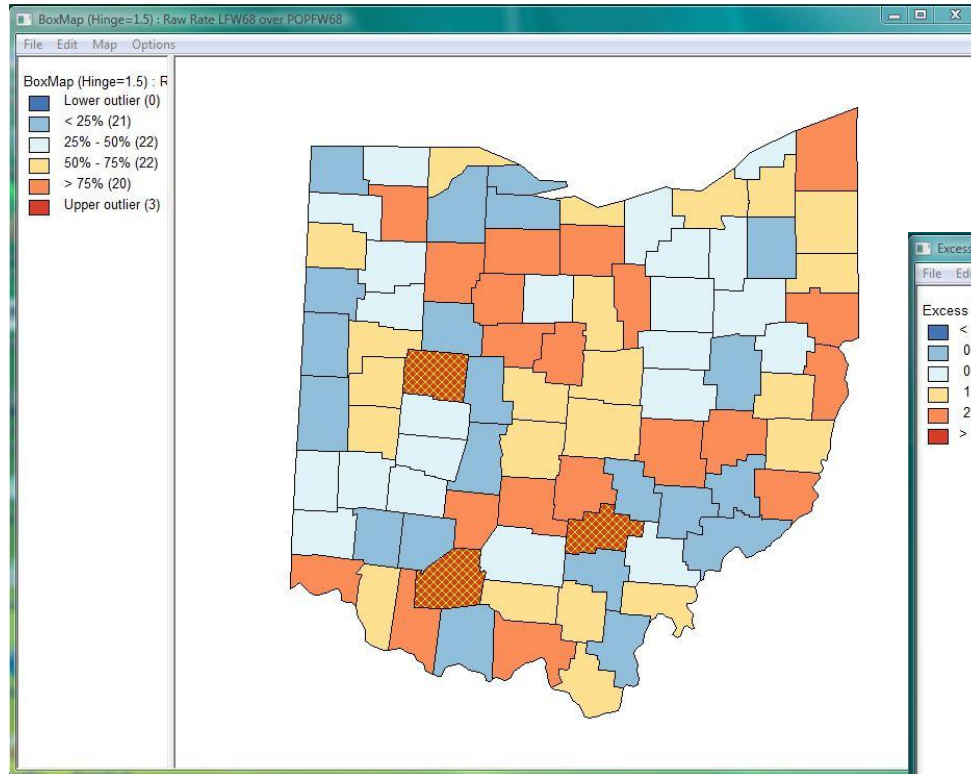 BoxMap (Hinge=1.5) : Raw Rate LFW68 over POPFW68
File Edit Map Options
BoxMap (Hinge=1.5) : R
Lower outlier (0)
< 25% (21)
25% - 50% (22)
50% - 75% (22)
> 75% (20)
Upper outlier (3)
Excess
File Edi
Excess
<
0
0
1
2
>